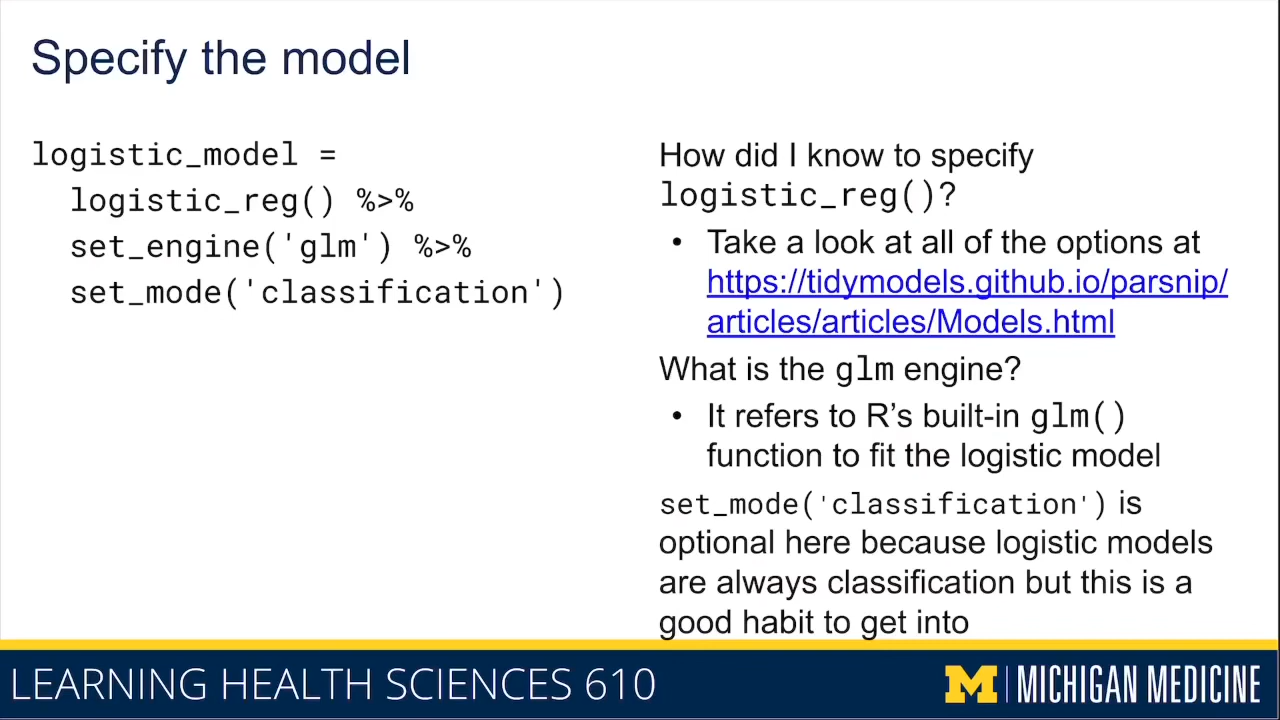 Specify the model
logistic_model =
logistic_reg() %>%
set_engine('glm') %>%
set_mode('classification')
How did I know to specify
logistic_reg()?
• Take a look at all of the options at
https://tidymodels.github.io/parsnip/
articles/articles/Models.html
What is the glm engine?
• It refers to R’s built-in glm()
function to fit the logistic model
set_mode('classification') is
optional here because logistic models
are always classification but this is a
good habit to get into
LEARNING HEALTH SCIENCES 610
M | MICHIGAN MEDICINE